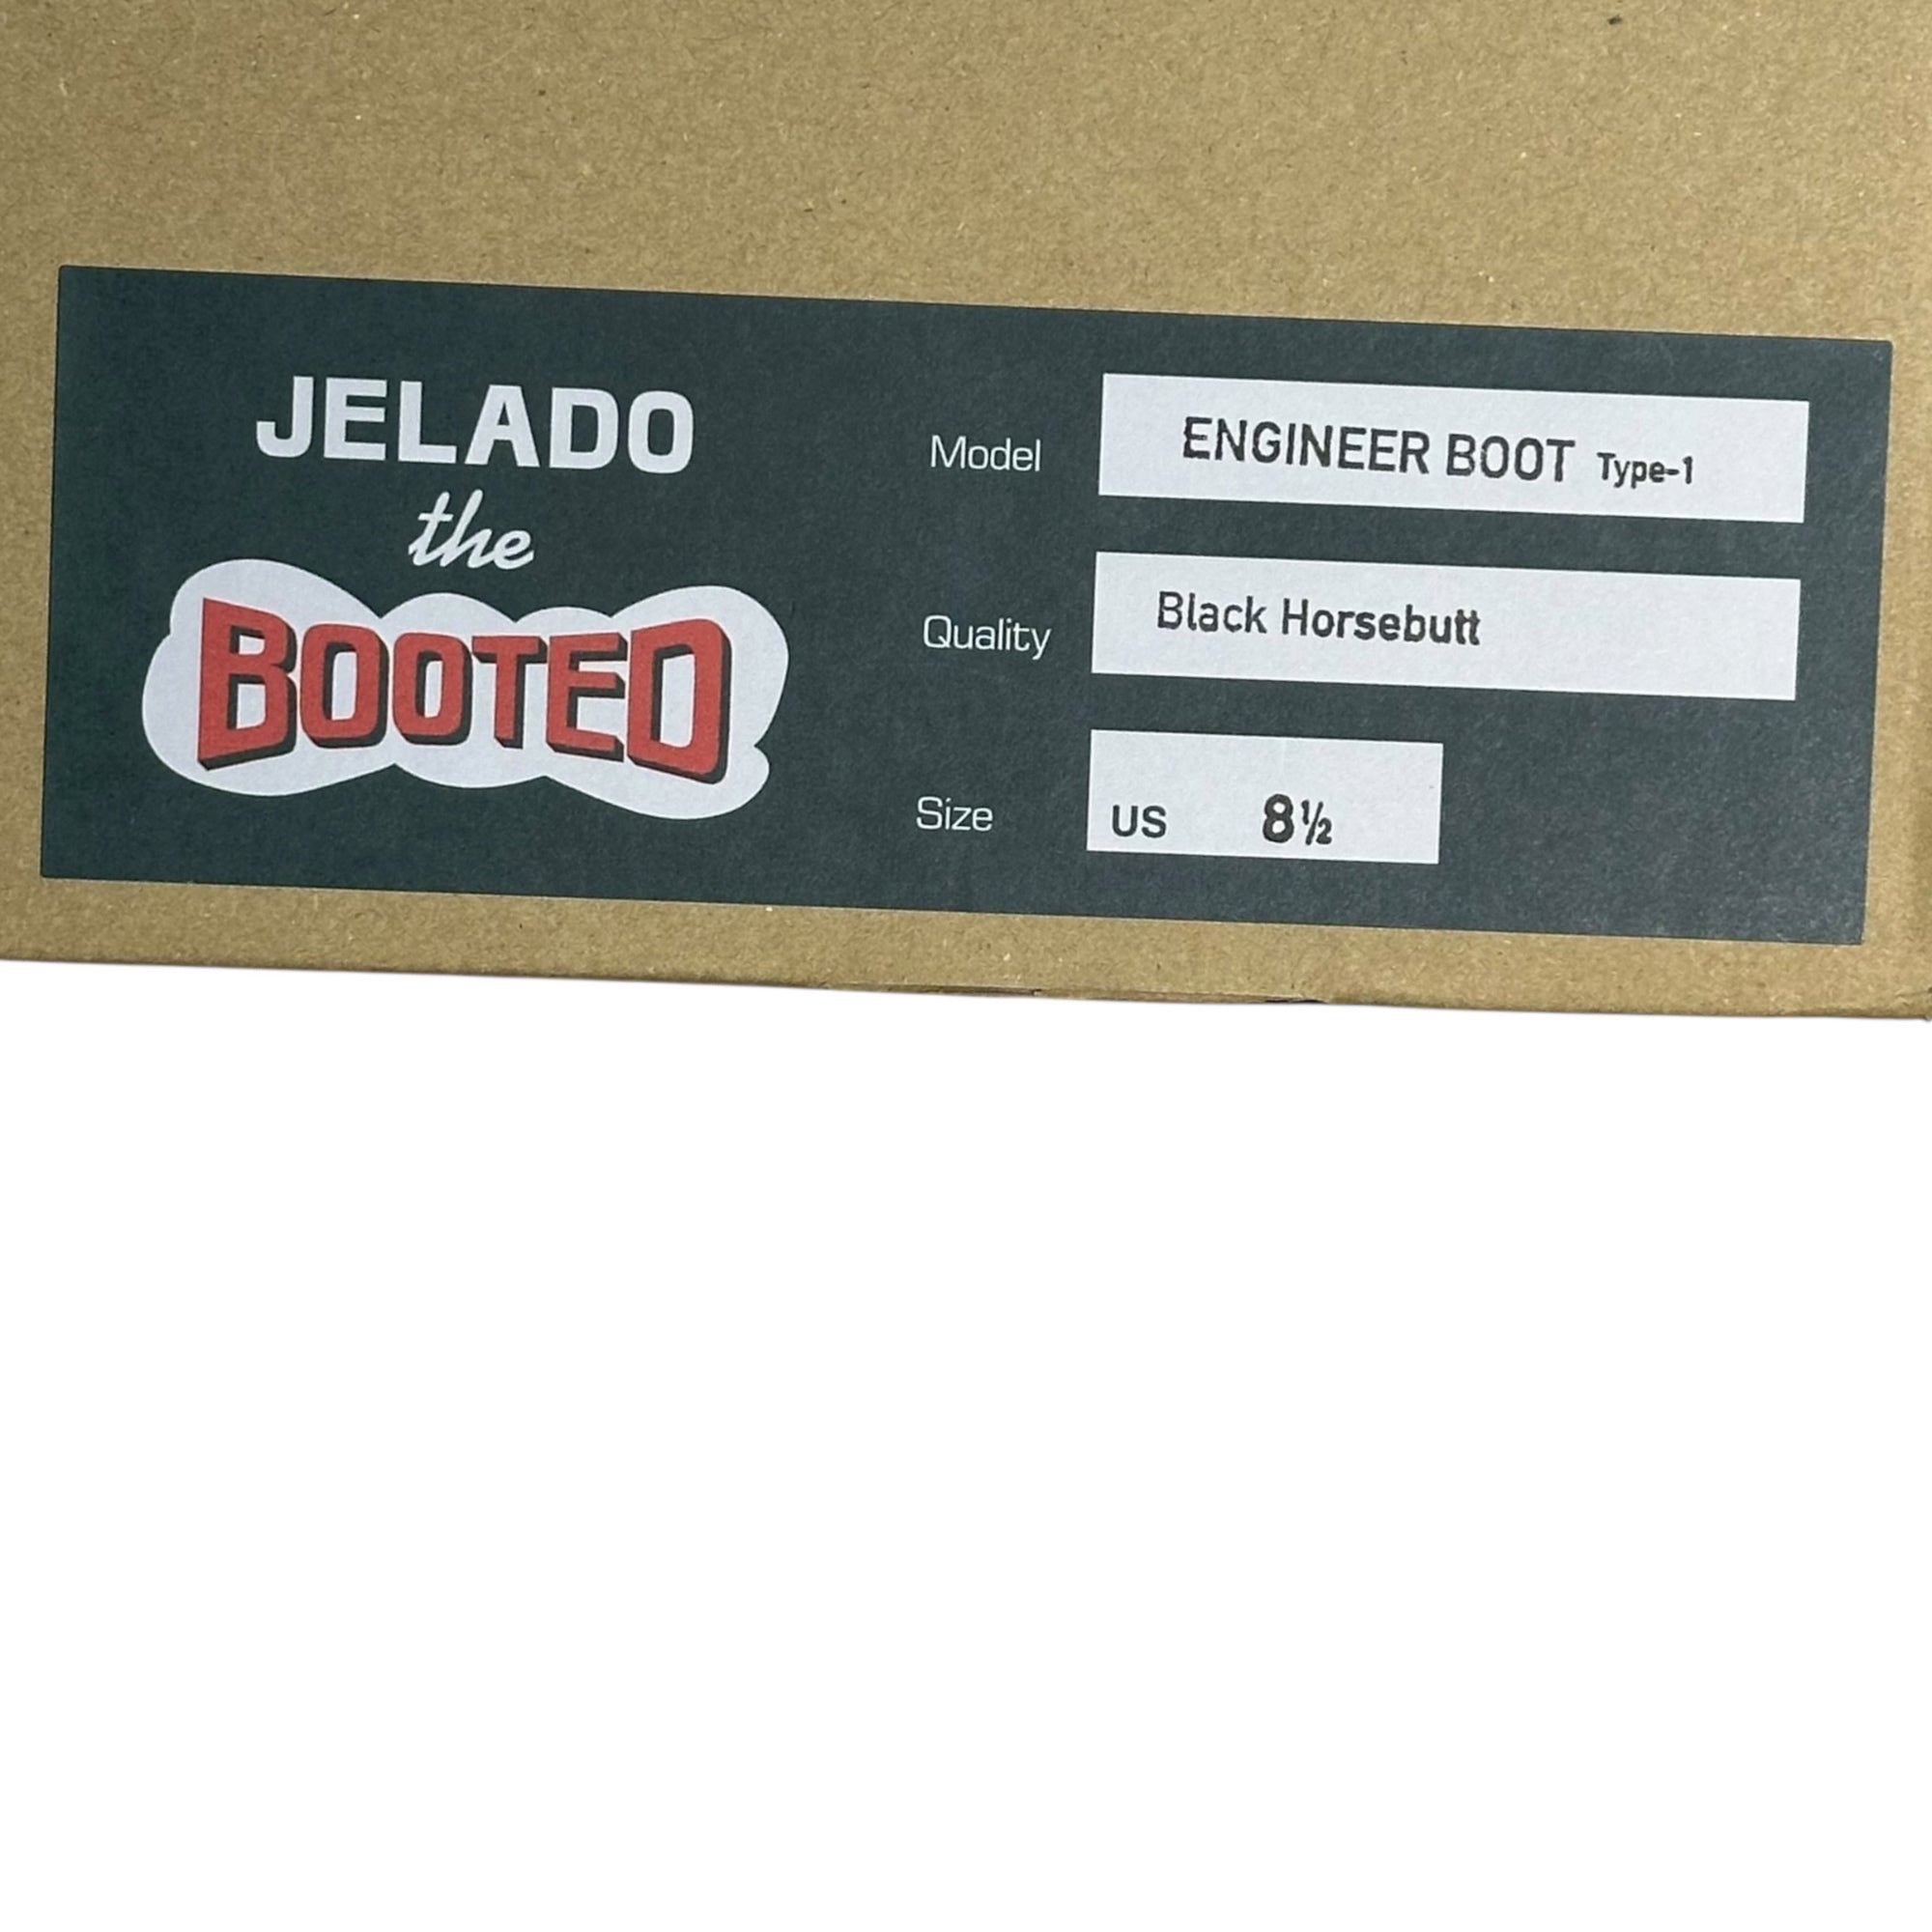 JELADO
the
BOOTED
Model ENGINEER BOOT Type-1
Quality Black Horsebutt
Size US 8½